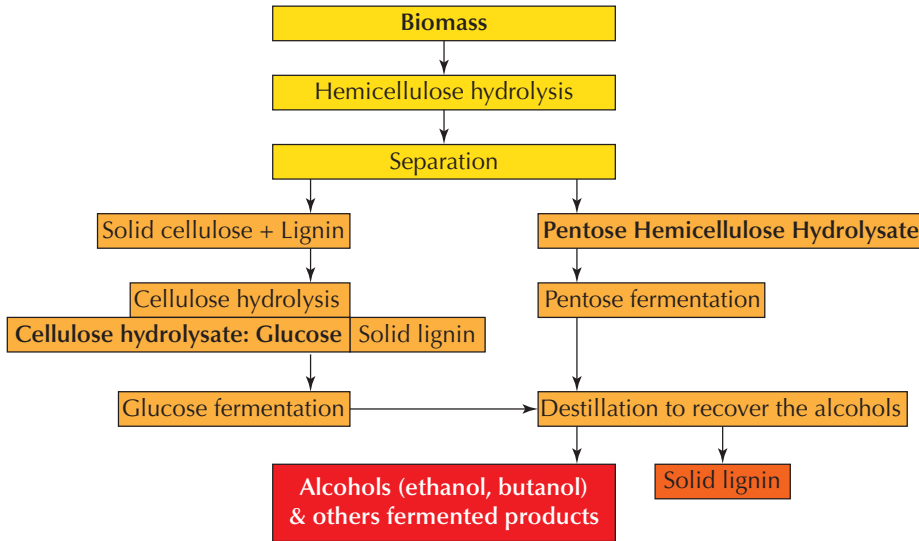 Biomass
Hemicellulose hydrolysis
Separation
Solid cellulose + Lignin
Pentose Hemicellulose Hydrolysate
Cellulose hydrolysis
Pentose fermentation
Cellulose hydrolysate: Glucose
Solid lignin
Glucose fermentation
Destillation to recover the alcohols
Alcohols (ethanol, butanol)
& others fermented products
Solid lignin